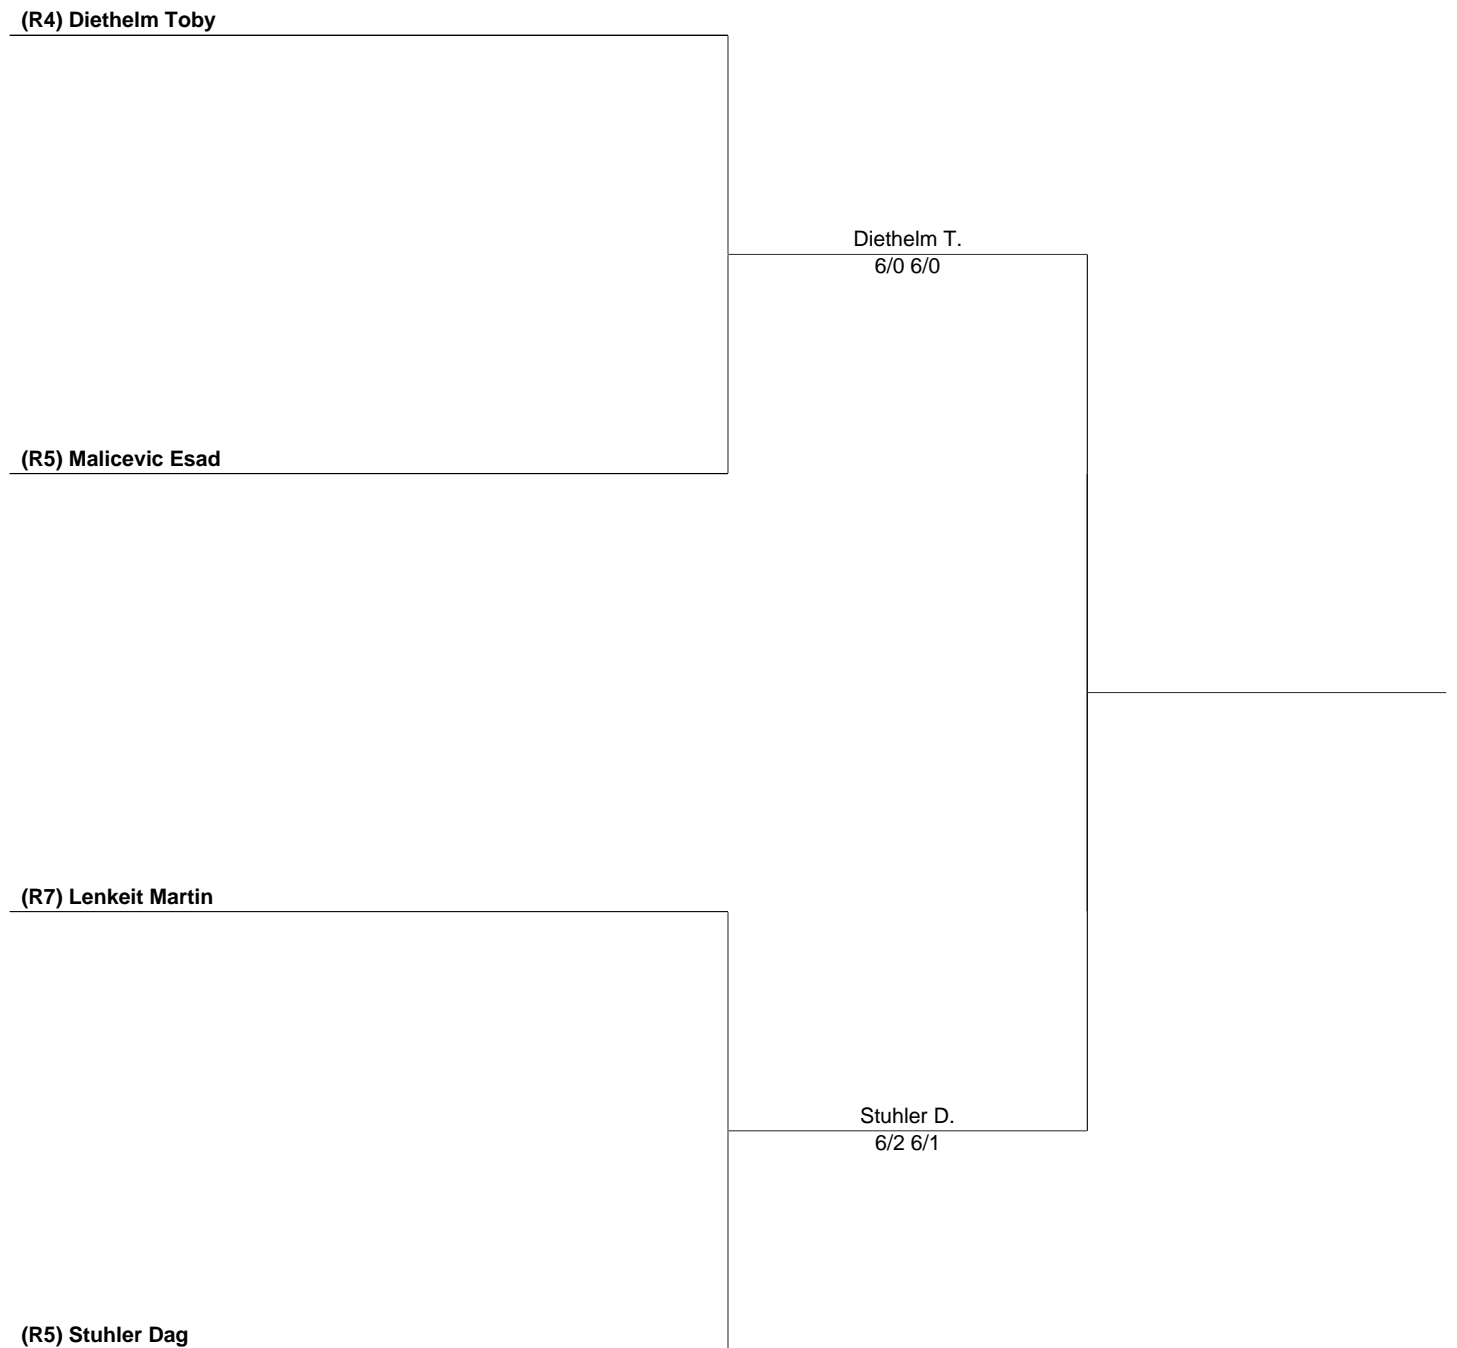 (R4) Diethelm Toby
Diethelm T.
6/0 6/0
(R5) Malicevic Esad
(R7) Lenkeit Martin
Stuhler D.
6/2 6/1
(R5) Stuhler Dag